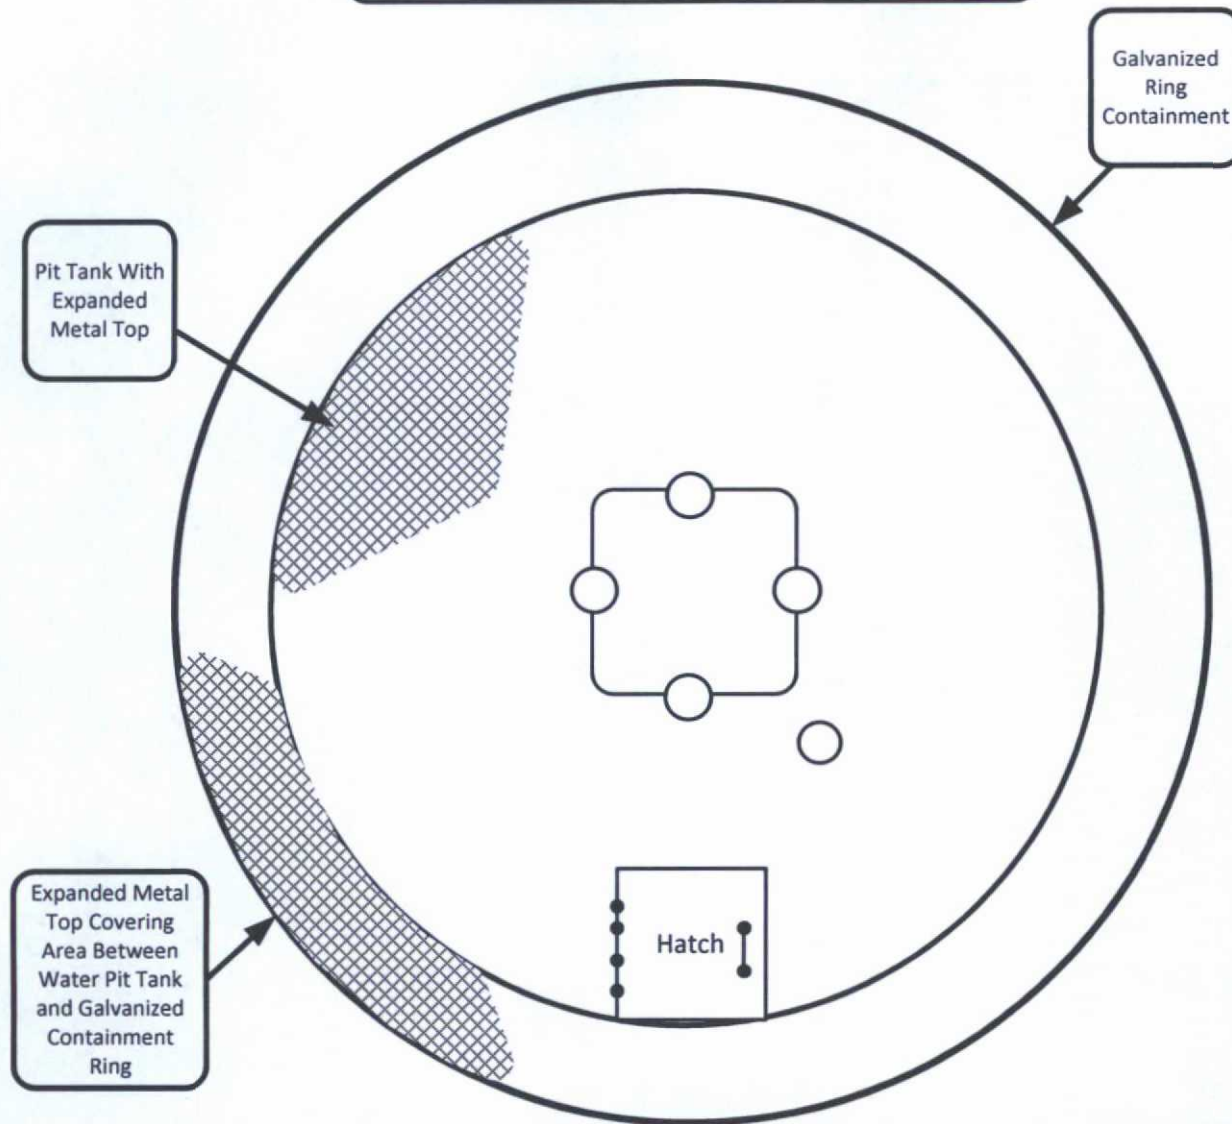 Galvanized
Ring
Containment
Pit Tank With
Expanded
Metal Top
Expanded Metal
Top Covering
Area Between
Water Pit Tank
and Galvanized
Containment
Ring
Hatch